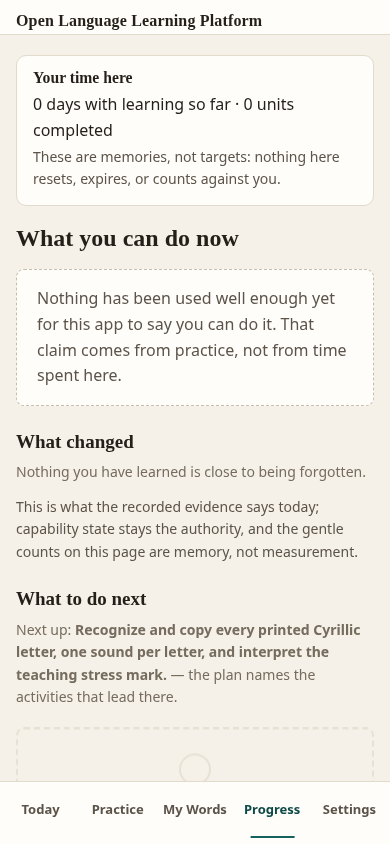 Open Language Learning Platform
Your time here
0 days with learning so far · 0 units
completed
These are memories, not targets: nothing here
resets, expires, or counts against you.
What you can do now
Nothing has been used well enough yet
for this app to say you can do it. That
claim comes from practice, not from time
spent here.
What changed
Nothing you have learned is close to being forgotten.
This is what the recorded evidence says today;
capability state stays the authority, and the gentle
counts on this page are memory, not measurement.
What to do next
Next up: Recognize and copy every printed Cyrillic
letter, one sound per letter, and interpret the
teaching stress mark. — the plan names the
activities that lead there.
Today Practice My Words Progress Settings